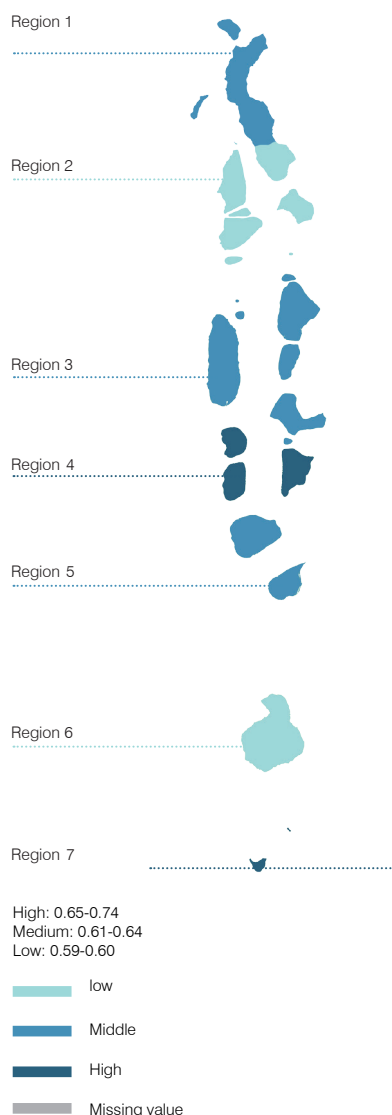 Region 1
Region 2
Region 3
Region 4
Region 5
Region 6
Region 7
High: 0.65-0.74
Medium: 0.61-0.64
Low: 0.59-0.60
low
Middle
High
Missing value